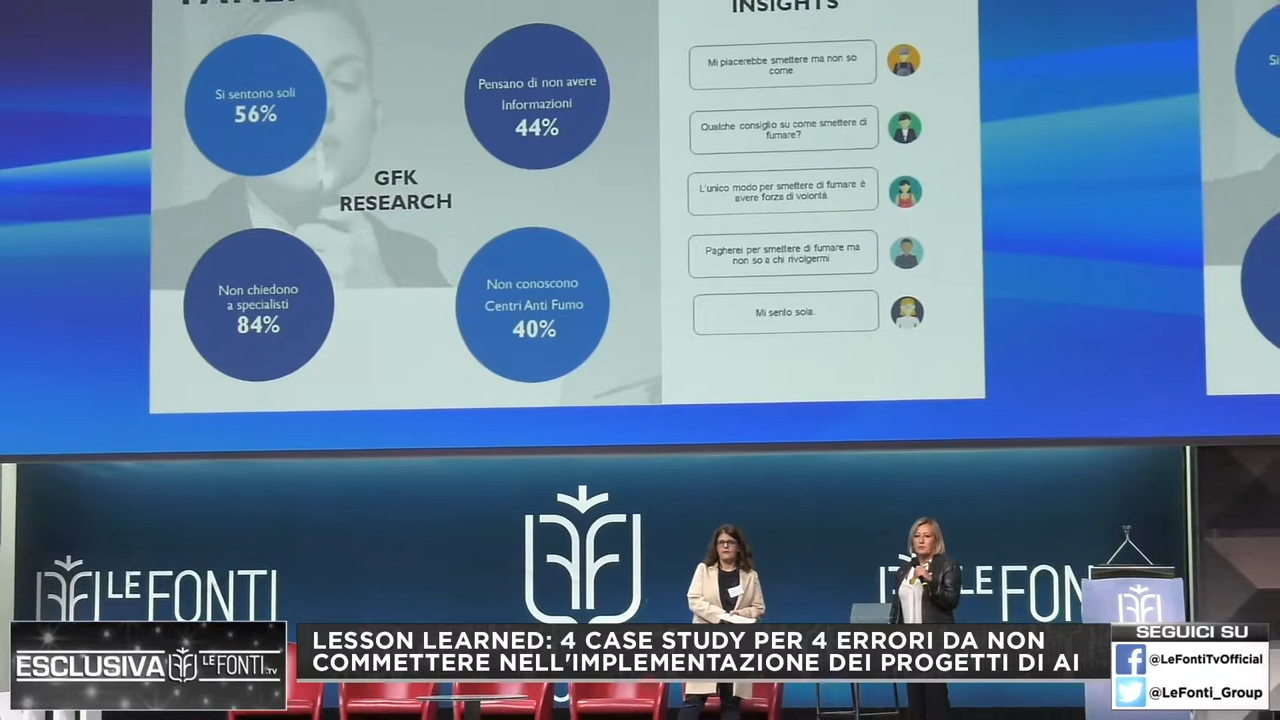 INSIGHTS
Si sentono soli
56%
Pensano di non avere
Informazioni
44%
GFK
RESEARCH
Non chiedono
a specialisti
84%
Non conoscono
Centri Anti Fumo
40%
Mi piacerebbe smettere ma non so
come
Qualche consiglio su come smettere di
fumare?
L'unico modo per smettere di fumare è
avere forza di volontà.
Pagherei per smettere di fumare ma
non so a chi rivolgermi
Mi sento sola.
Si
LE FONTI
LE FON
LESSON LEARNED: 4 CASE STUDY PER 4 ERRORI DA NON
COMMETTERE NELL'IMPLEMENTAZIONE DEI PROGETTI DI AI
ESCLUSIVA LE FONTI.TV
SEGUICI SU
@LeFontiTvOfficial
@LeFonti_Group